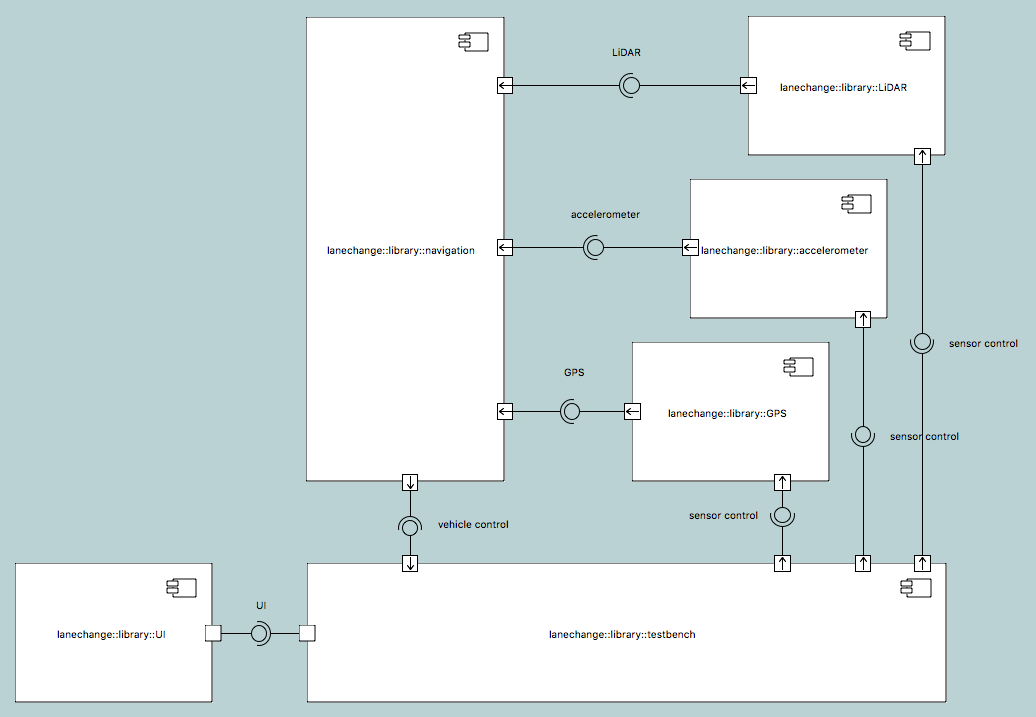 LiDAR
lanechange::library::LiDAR
accelerometer
lanechange::library::navigation
lanechange::library::accelerometer
sensor control
GPS
lanechange::library::GPS
sensor control
sensor control
vehicle control
UI
lanechange::library::UI
lanechange::library::testbench